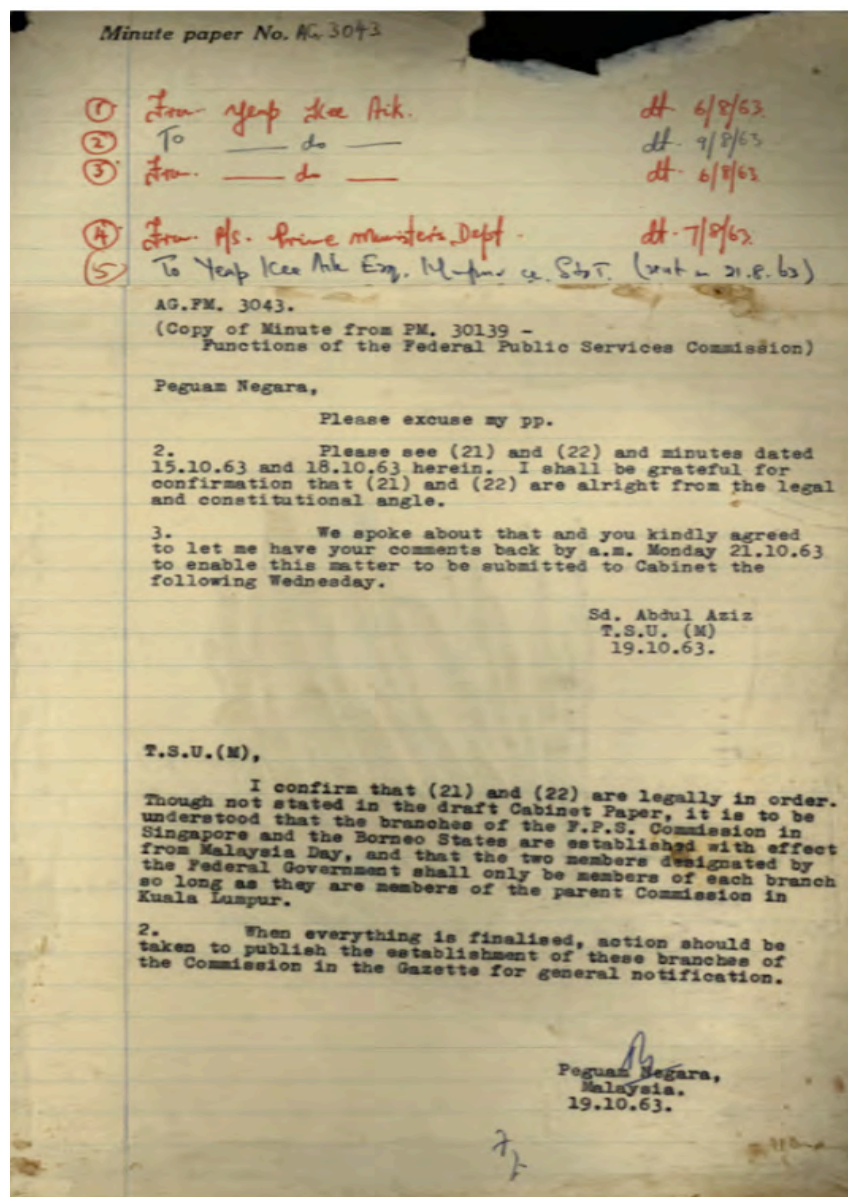 Minute paper No. AG. 3043
① From Yeap Kee Aik. dt 6/8/63.
② To —— do —— dt. 9/8/63
③ From. —— do —— dt. 6/8/63
④ From P/S. Prime Minister's Dept. dt. 7/8/63.
⑤ To Yeap Kee Aik Esq. (sent on 21.8.63)
AG.PM. 3043.
(Copy of Minute from PM. 30139 -
Functions of the Federal Public Services Commission)
Peguam Negara,
Please excuse my pp.
2. Please see (21) and (22) and minutes dated
15.10.63 and 18.10.63 herein. I shall be grateful for
confirmation that (21) and (22) are alright from the legal
and constitutional angle.
3. We spoke about that and you kindly agreed
to let me have your comments back by a.m. Monday 21.10.63
to enable this matter to be submitted to Cabinet the
following Wednesday.
Sd. Abdul Aziz
T.S.U. (M)
19.10.63.
T.S.U.(M),
I confirm that (21) and (22) are legally in order.
Though not stated in the draft Cabinet Paper, it is to be
understood that the branches of the F.P.S. Commission in
Singapore and the Borneo States are established with effect
from Malaysia Day, and that the two members designated by
the Federal Government shall only be members of each branch
so long as they are members of the parent Commission in
Kuala Lumpur.
2. When everything is finalised, action should be
taken to publish the establishment of these branches of
the Commission in the Gazette for general notification.
Peguam Negara,
Malaysia.
19.10.63.